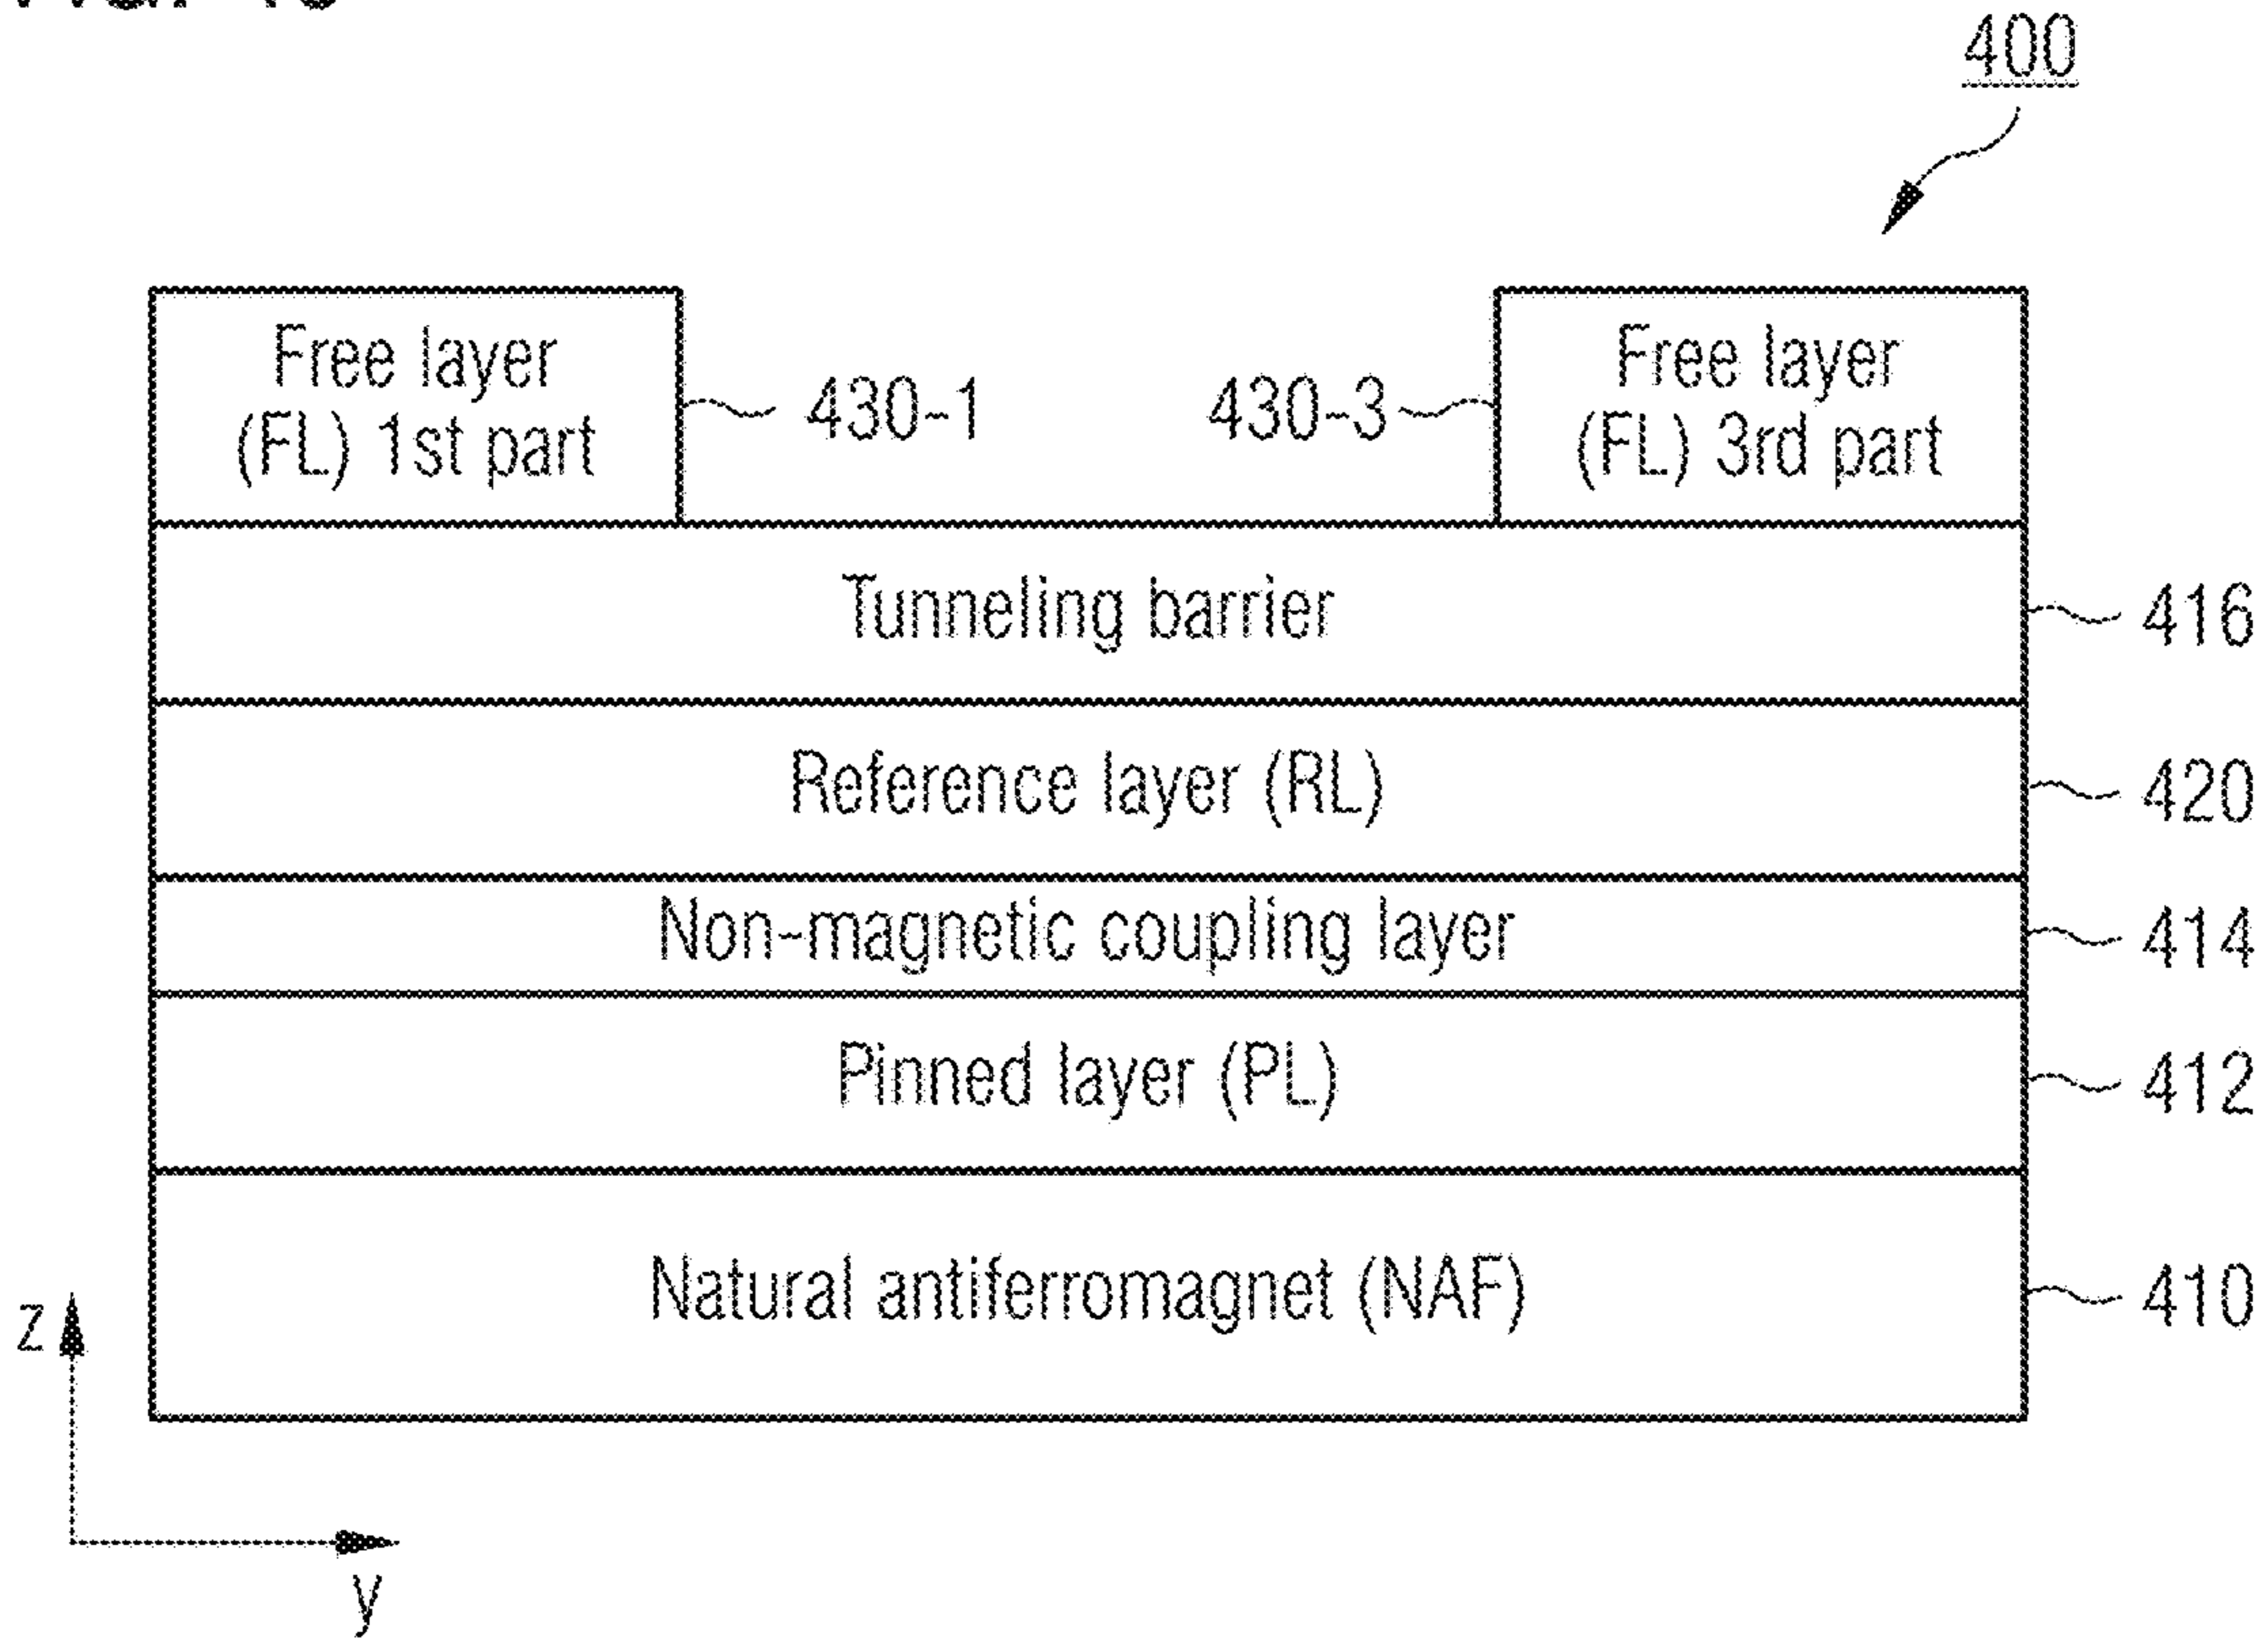 400
Free layer
(FL) 1st part
430-1
430-3
Free layer
(FL) 3rd part
Tunneling barrier
416
Reference layer (RL)
420
Non-magnetic coupling layer
414
Pinned layer (PL)
412
Natural antiferromagnet (NAF)
410
z
y